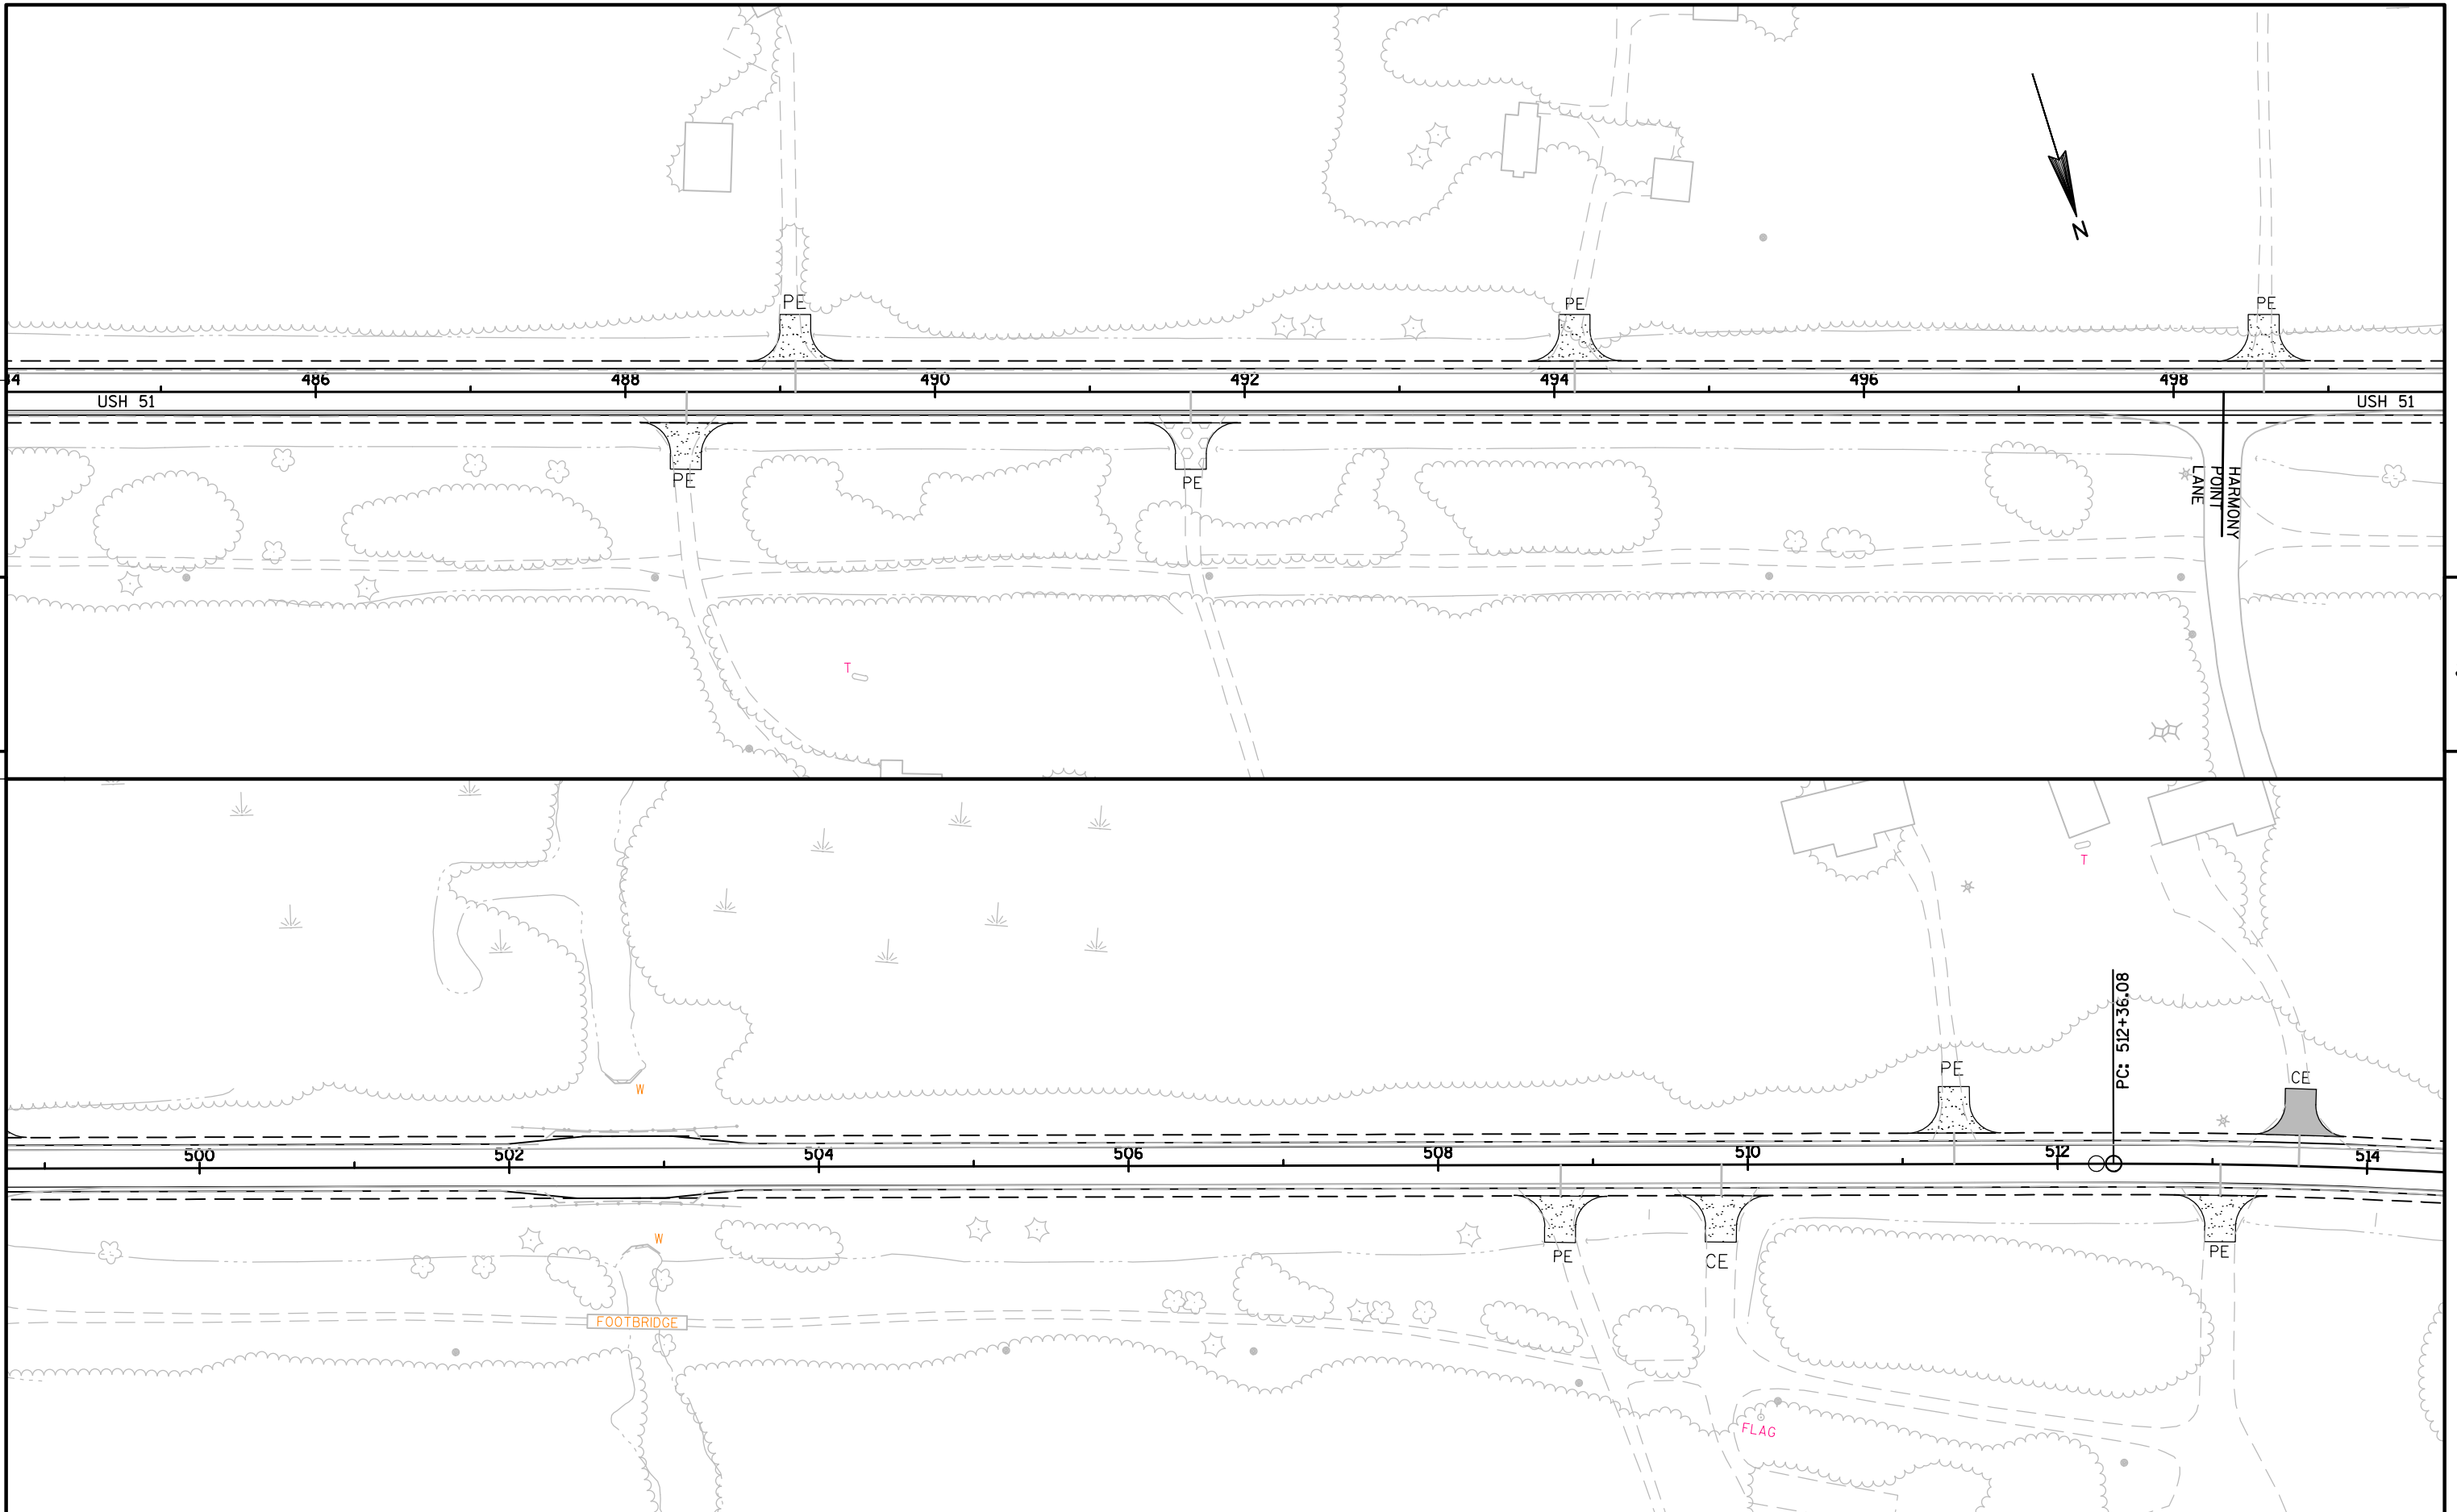 N
PE
PE
PE
486
488
490
492
494
496
498
USH 51
USH 51
PE
PE
HARMONY
POINT
LANE
T
T
W
PE
PC: 512+36.08
CE
500
502
504
506
508
510
512
514
W
PE
CE
PE
FOOTBRIDGE
FLAG